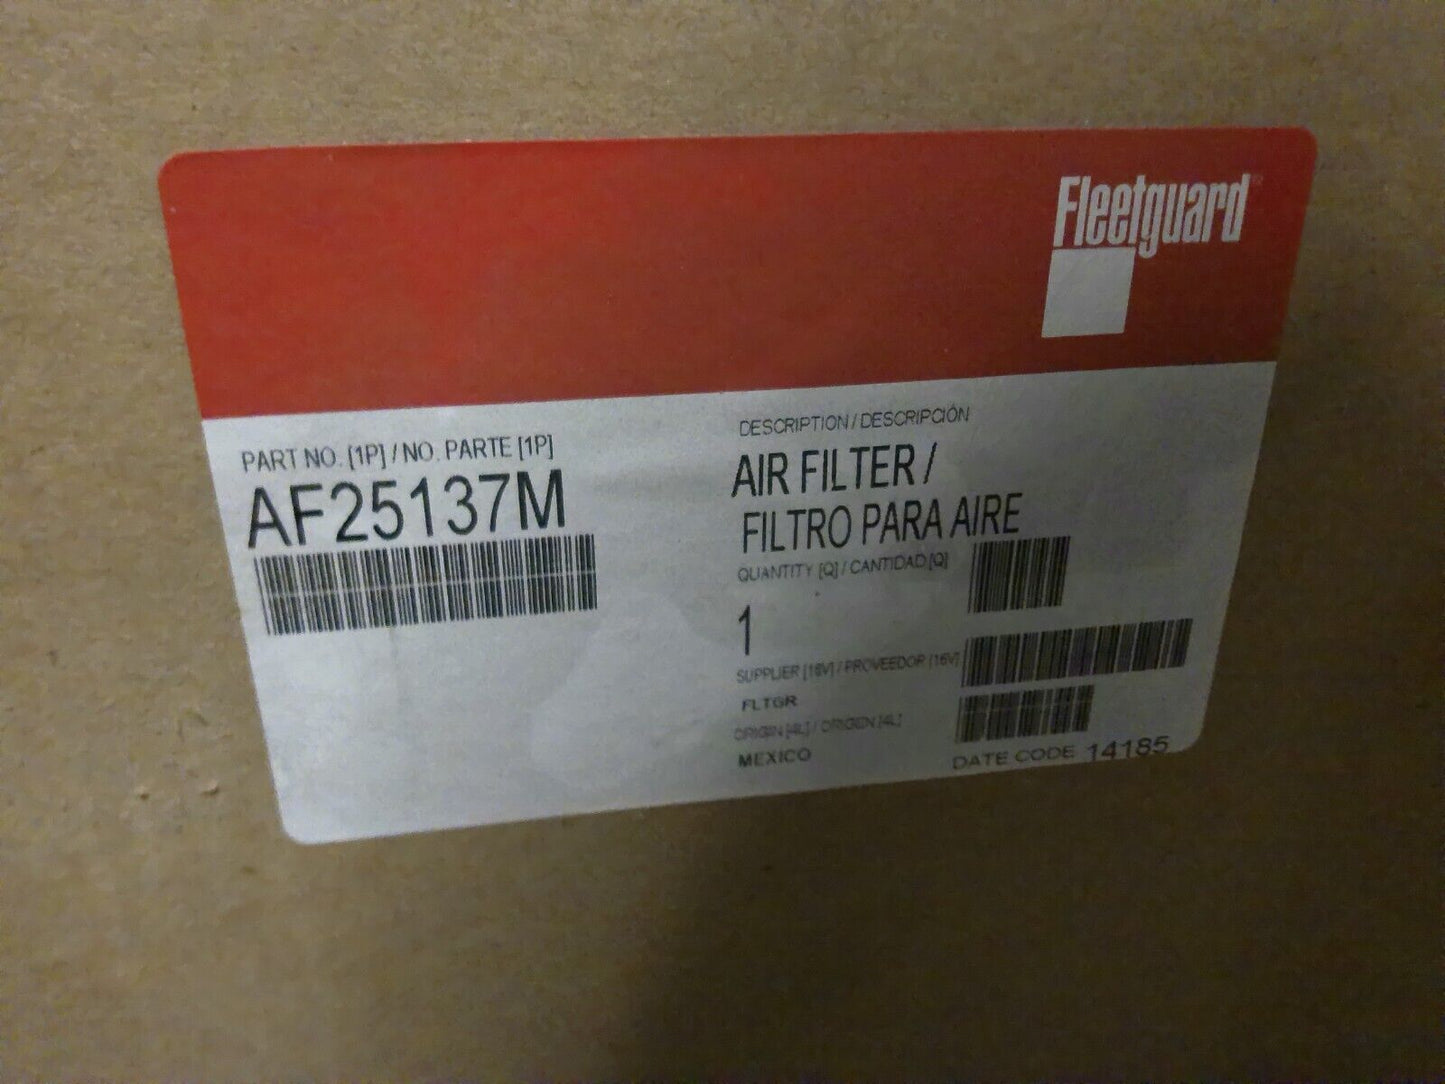 Fleetguard
PART NO. [1P] / NO. PARTE [1P]
AF25137M
DESCRIPTION / DESCRIPCIÓN
AIR FILTER /
FILTRO PARA AIRE
QUANTITY [Q] / CANTIDAD [Q]
1
SUPPLIER [16V] / PROVEEDOR [16V]
FLTGR
ORIGIN [4L] / ORIGEN [4L]
MEXICO
DATE CODE 14185